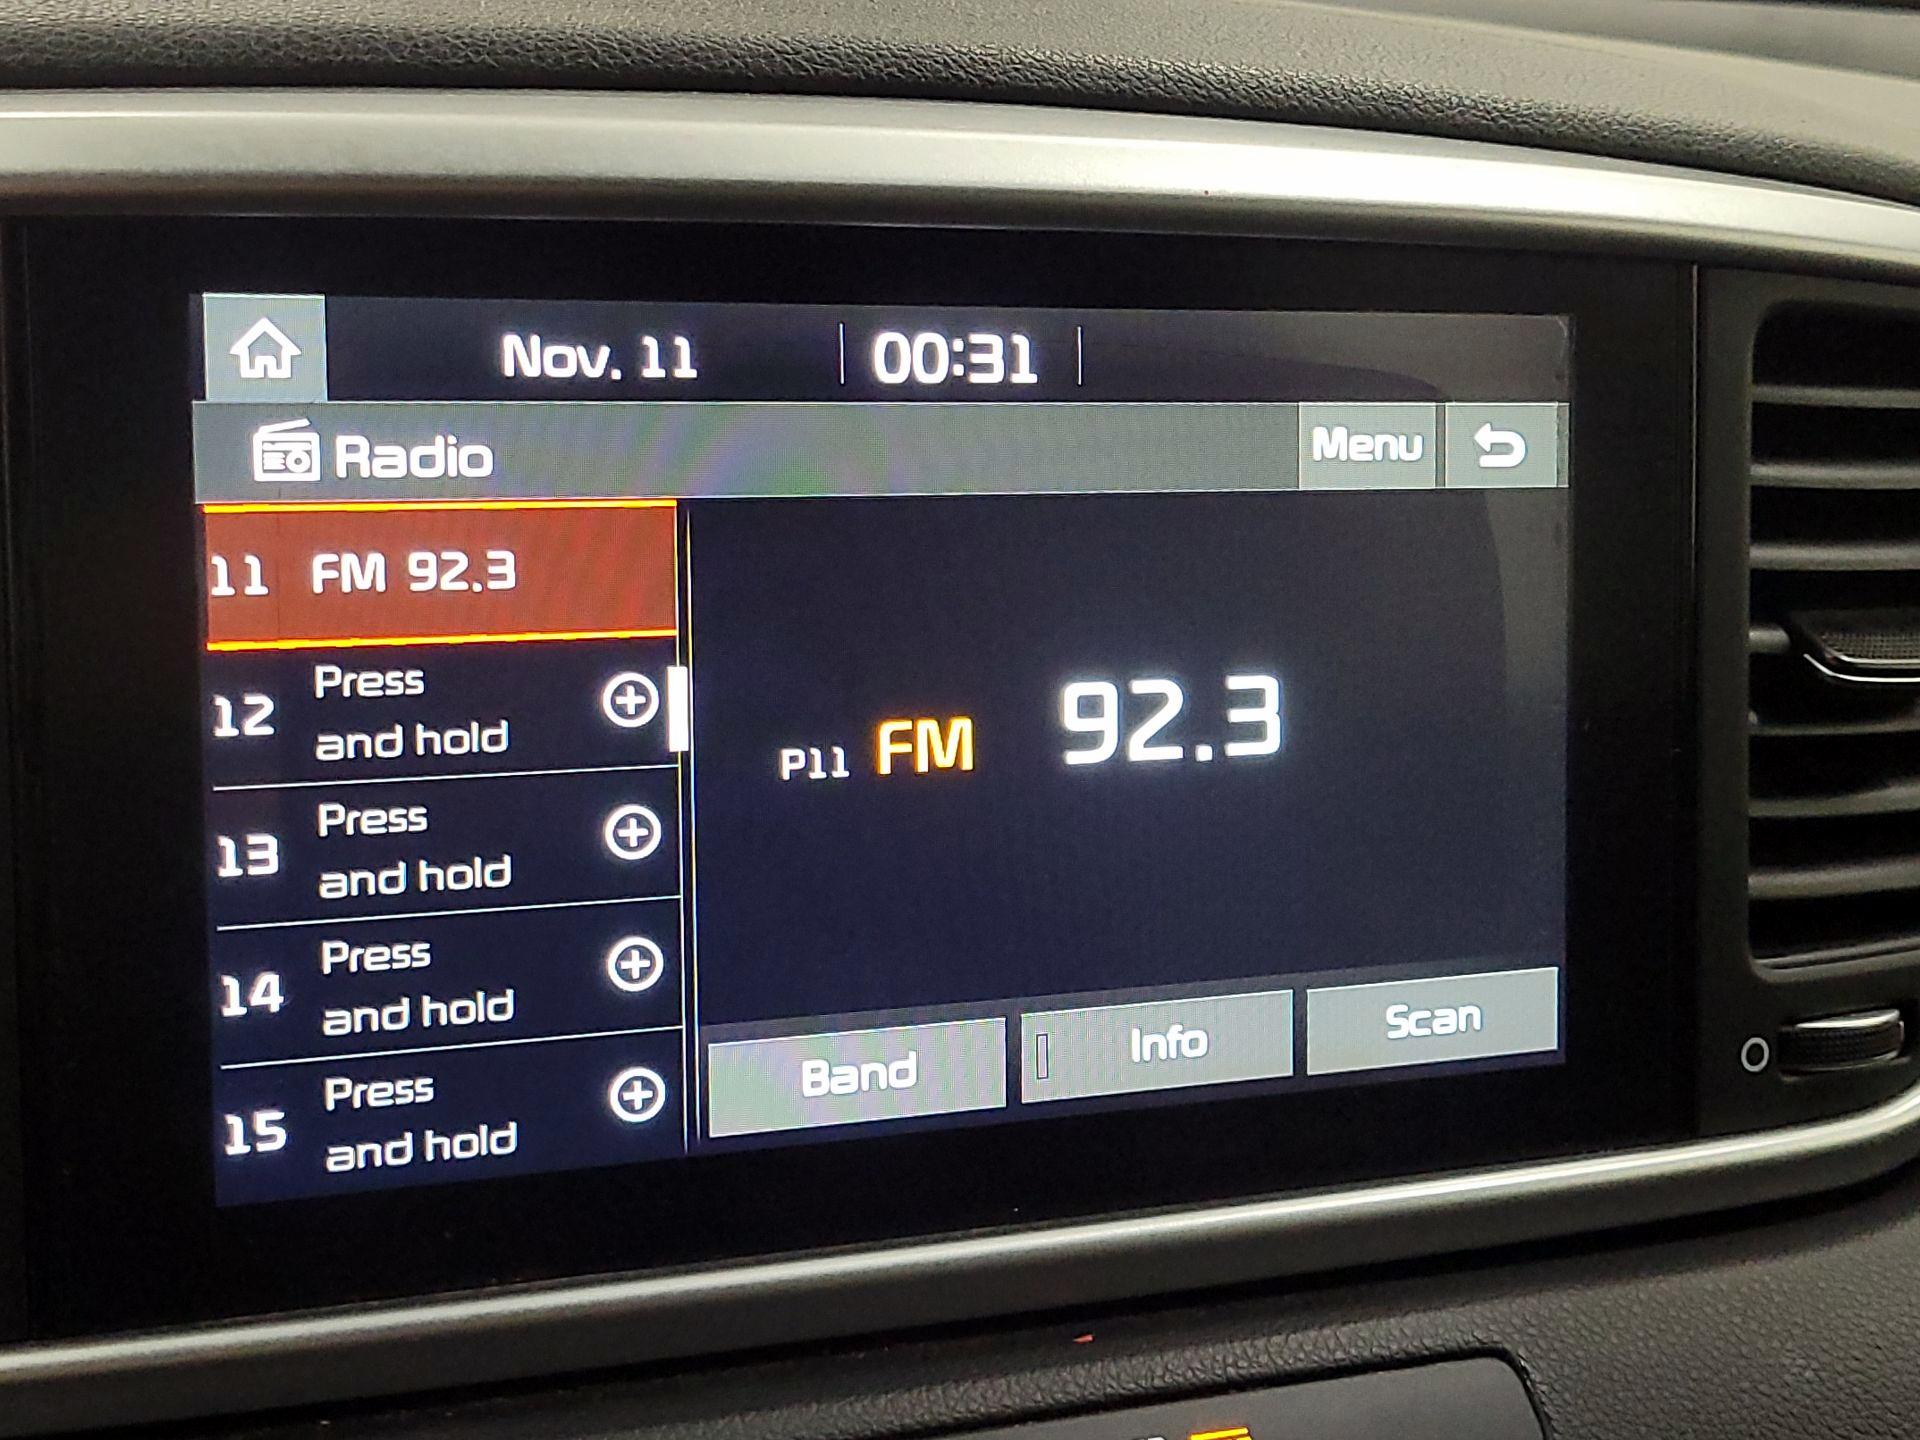 Nov. 11
00:31
Radio
Menu
11 FM 92.3
12 Press
and hold
13 Press
and hold
14 Press
and hold
15 Press
and hold
P11 FM 92.3
Band
Info
Scan